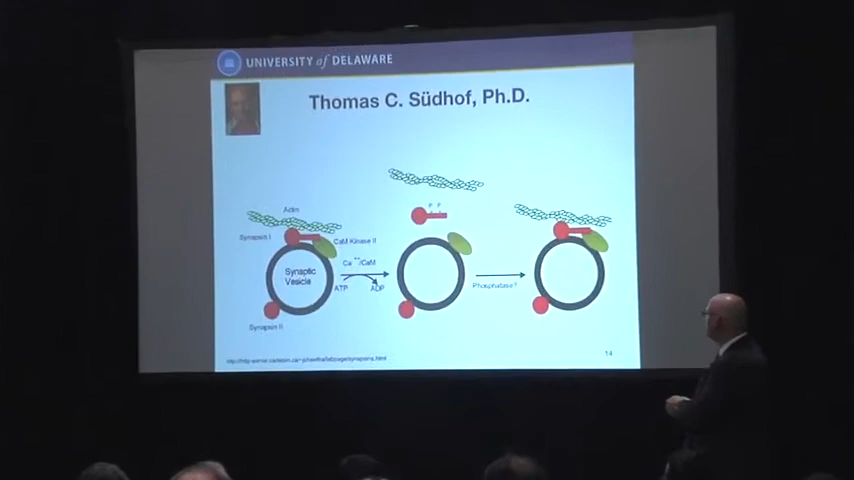 UNIVERSITY of DELAWARE
Thomas C. Südhof, Ph.D.
P P
Actin
Synapsin I
CaM Kinase II
Ca++/CaM
Synaptic
Vesicle
ATP
ADP
Phosphatase?
Synapsin II
14